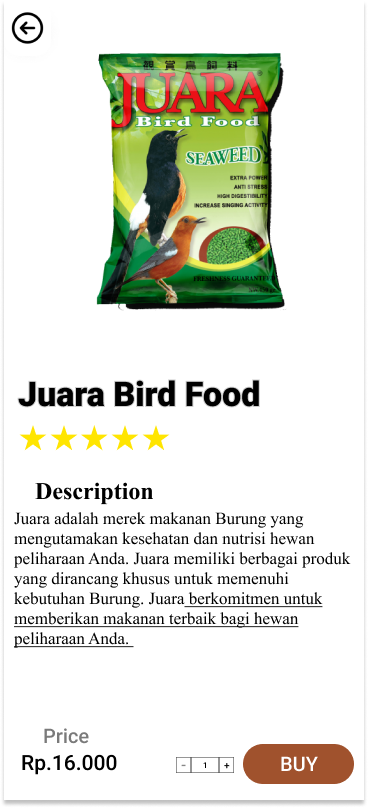 觀賞鳥飼料
JUARA
Bird Food
SEAWEED
EXTRA POWER
ANTI STRESS
HIGH DIGESTIBILITY
INCREASE SINGING ACTIVITY
FRESHNESS GUARANTEE
Juara Bird Food
Description
Juara adalah merek makanan Burung yang
mengutamakan kesehatan dan nutrisi hewan
peliharaan Anda. Juara memiliki berbagai produk
yang dirancang khusus untuk memenuhi
kebutuhan Burung. Juara berkomitmen untuk
memberikan makanan terbaik bagi hewan
peliharaan Anda.
Price
Rp.16.000
- 1 +
BUY